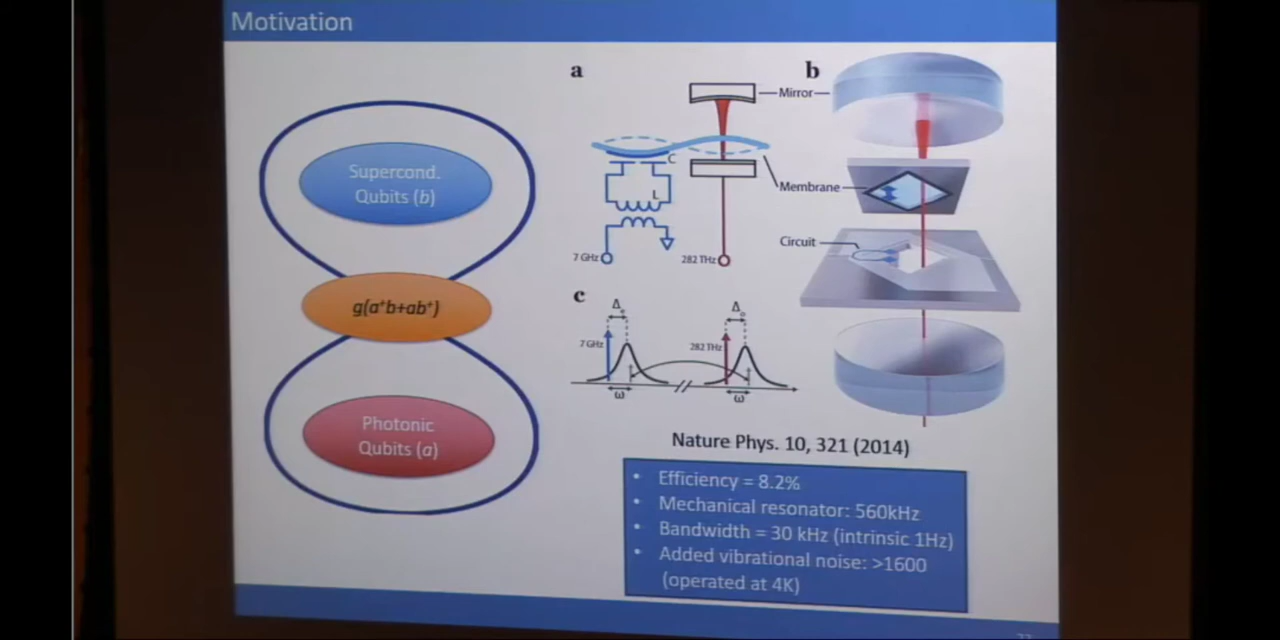 Motivation
Supercond.
Qubits (b)
g(a⁺b+ab⁺)
Photonic
Qubits (a)
a
b
Mirror
C
L
Membrane
Circuit
7 GHz
282 THz
c
Δe
Δo
7 GHz
282 THz
ω
ω
Nature Phys. 10, 321 (2014)
• Efficiency = 8.2%
• Mechanical resonator: 560kHz
• Bandwidth = 30 kHz (intrinsic 1Hz)
• Added vibrational noise: >1600
(operated at 4K)